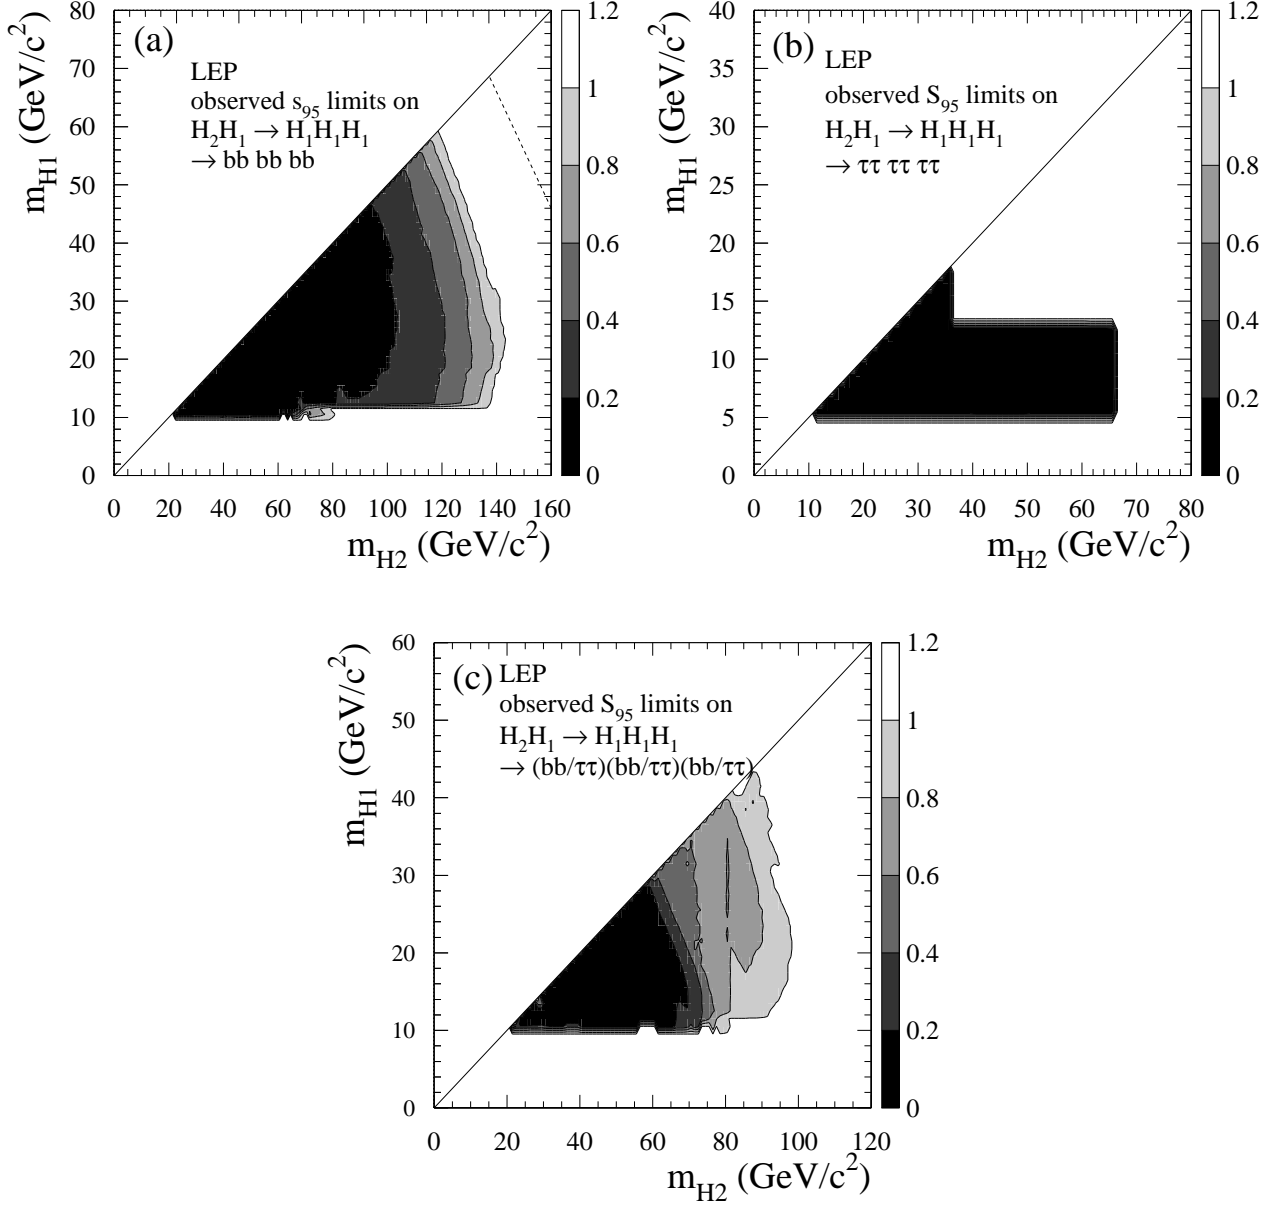 (a)
LEP
observed s95 limits on
H2H1 → H1H1H1
→ bb bb bb
mH1 (GeV/c2)
80
70
60
50
40
30
20
10
0
0 20 40 60 80 100 120 140 160
mH2 (GeV/c2)
1.2
1
0.8
0.6
0.4
0.2
0
(b)
LEP
observed S95 limits on
H2H1 → H1H1H1
→ ττ ττ ττ
mH1 (GeV/c2)
40
35
30
25
20
15
10
5
0
0 10 20 30 40 50 60 70 80
mH2 (GeV/c2)
1.2
1
0.8
0.6
0.4
0.2
0
(c)
LEP
observed S95 limits on
H2H1 → H1H1H1
→ (bb/ττ)(bb/ττ)(bb/ττ)
mH1 (GeV/c2)
60
50
40
30
20
10
0
0 20 40 60 80 100 120
mH2 (GeV/c2)
1.2
1
0.8
0.6
0.4
0.2
0